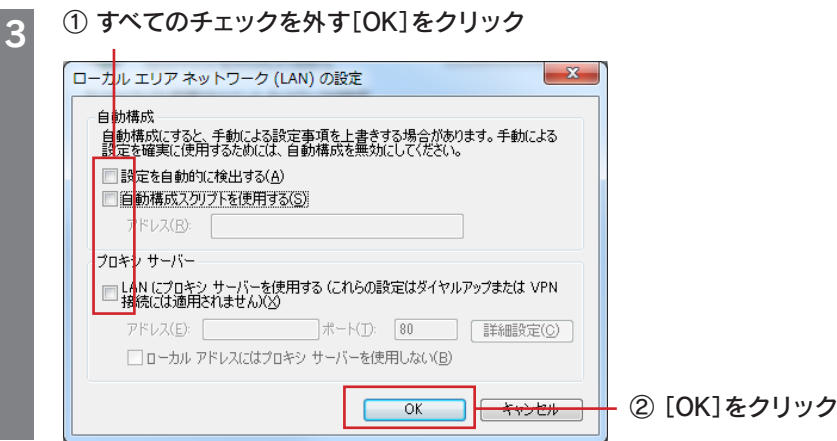 3
① すべてのチェックを外す[OK]をクリック
ローカル エリア ネットワーク (LAN) の設定
自動構成
自動構成にすると、手動による設定事項を上書きする場合があります。手動による
設定を確実に使用するためには、自動構成を無効にしてください。
設定を自動的に検出する(A)
自動構成スクリプトを使用する(S)
アドレス(R):
プロキシ サーバー
LAN にプロキシ サーバーを使用する (これらの設定はダイヤルアップまたは VPN
接続には適用されません)(X)
アドレス(E): ポート(T): 80 詳細設定(C)
ローカル アドレスにはプロキシ サーバーを使用しない(B)
OK キャンセル
② [OK]をクリック